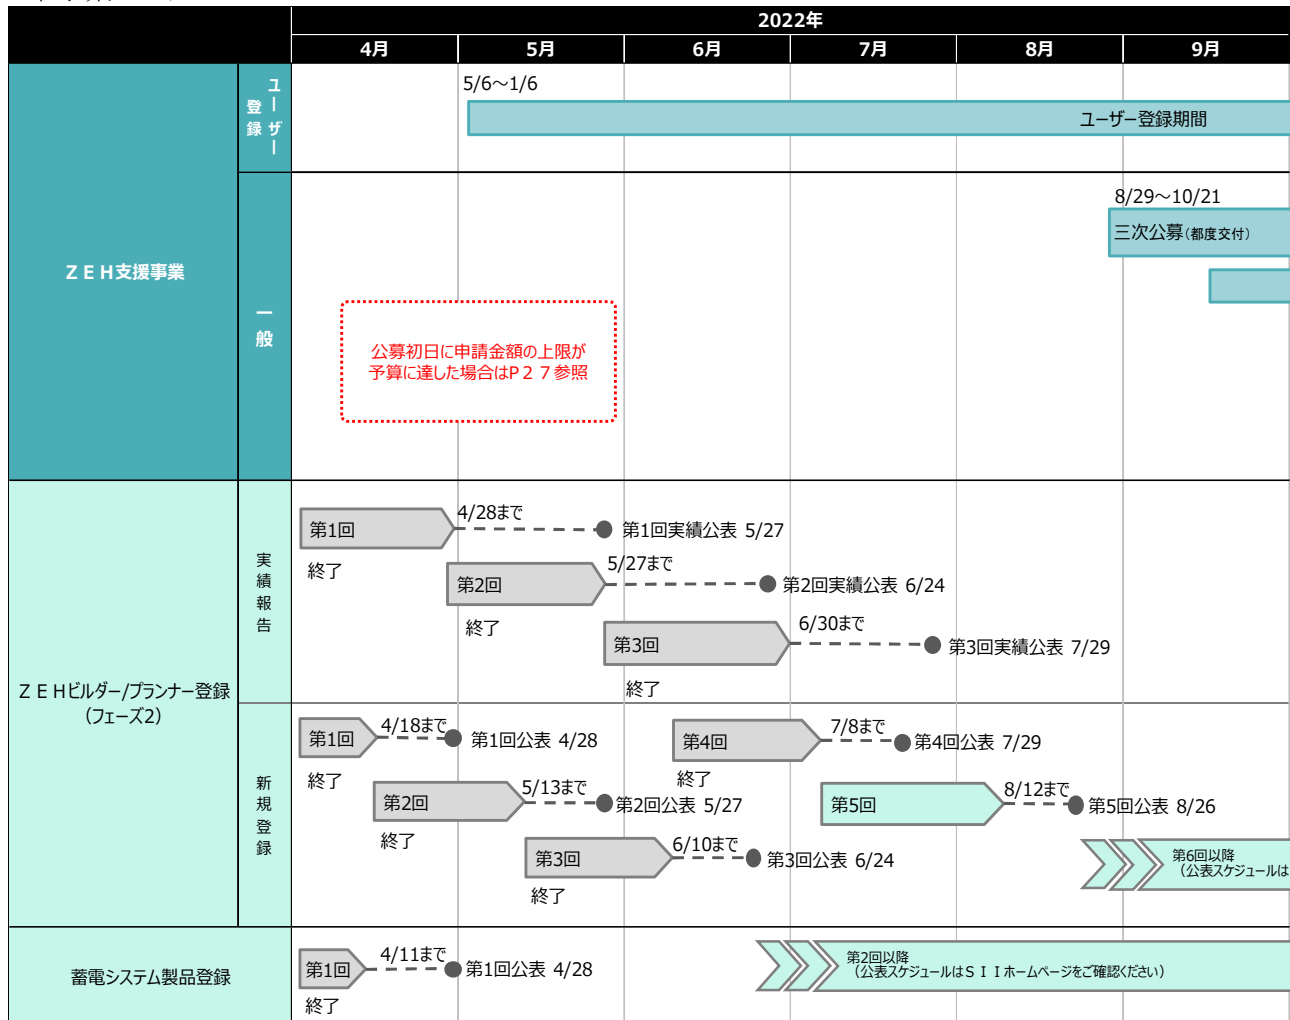 2022年
4月
5月
6月
7月
8月
9月
ZEH支援事業
ユーザー登録
5/6～1/6
ユーザー登録期間
一般
8/29～10/21
三次公募(都度交付)
公募初日に申請金額の上限が
予算に達した場合はP27参照
ZEHビルダー/プランナー登録
(フェーズ2)
実績報告
第1回
4/28まで
第1回実績公表 5/27
終了
第2回
5/27まで
第2回実績公表 6/24
終了
第3回
6/30まで
第3回実績公表 7/29
終了
新規登録
第1回
4/18まで
第1回公表 4/28
終了
第2回
5/13まで
第2回公表 5/27
終了
第3回
6/10まで
第3回公表 6/24
終了
第4回
7/8まで
第4回公表 7/29
終了
第5回
8/12まで
第5回公表 8/26
第6回以降
(公表スケジュールは
蓄電システム製品登録
第1回
4/11まで
第1回公表 4/28
終了
第2回以降
(公表スケジュールはSIIホームページをご確認ください)